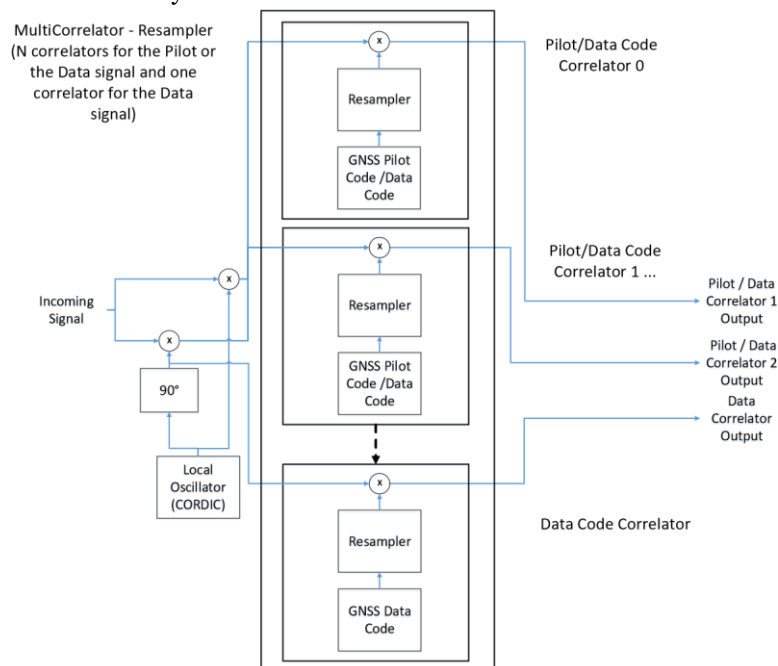 MultiCorrelator - Resampler
(N correlators for the Pilot or
the Data signal and one
correlator for the Data
signal)
x
Pilot/Data Code
Correlator 0
Resampler
GNSS Pilot
Code /Data
Code
x
Pilot/Data Code
Correlator 1 ...
x
Incoming
Signal
Resampler
Pilot / Data
Correlator 1
Output
x
Pilot / Data
Correlator 2
Output
GNSS Pilot
Code /Data
Code
90°
Data
Correlator
Output
Local
Oscillator
(CORDIC)
x
Data Code Correlator
Resampler
GNSS Data
Code